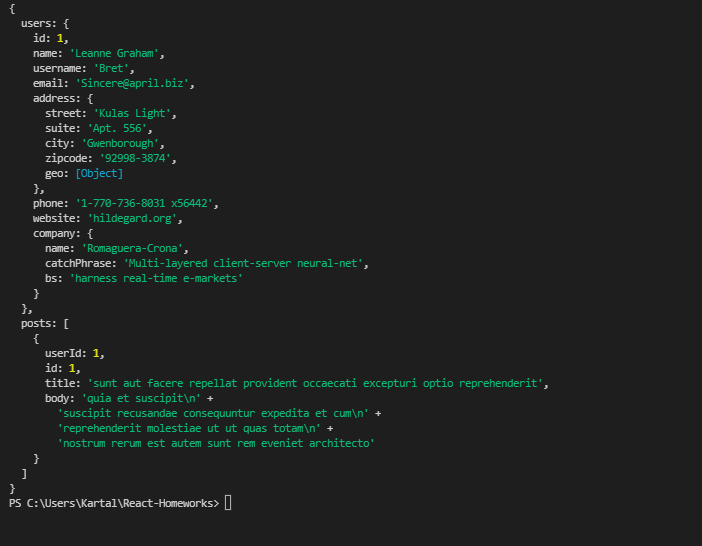 {
  users: {
    id: 1,
    name: 'Leanne Graham',
    username: 'Bret',
    email: 'Sincere@april.biz',
    address: {
      street: 'Kulas Light',
      suite: 'Apt. 556',
      city: 'Gwenborough',
      zipcode: '92998-3874',
      geo: [Object]
    },
    phone: '1-770-736-8031 x56442',
    website: 'hildegard.org',
    company: {
      name: 'Romaguera-Crona',
      catchPhrase: 'Multi-layered client-server neural-net',
      bs: 'harness real-time e-markets'
    }
  },
  posts: [
    {
      userId: 1,
      id: 1,
      title: 'sunt aut facere repellat provident occaecati excepturi optio reprehenderit',
      body: 'quia et suscipit\n' +
        'suscipit recusandae consequuntur expedita et cum\n' +
        'reprehenderit molestiae ut ut quas totam\n' +
        'nostrum rerum est autem sunt rem eveniet architecto'
    }
  ]
}
PS C:\Users\Kartal\React-Homeworks>